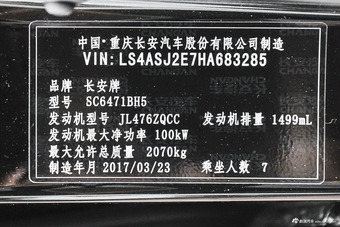 中国·重庆长安汽车股份有限公司制造
VIN: LS4ASJ2E7HA683285
品牌 长安牌
型号 SC6471BH5
发动机型号 JL476ZQCC 发动机排量 1499mL
发动机最大净功率 100kW
最大允许总质量 2070kg
制造年月 2017/03/23 乘坐人数 7